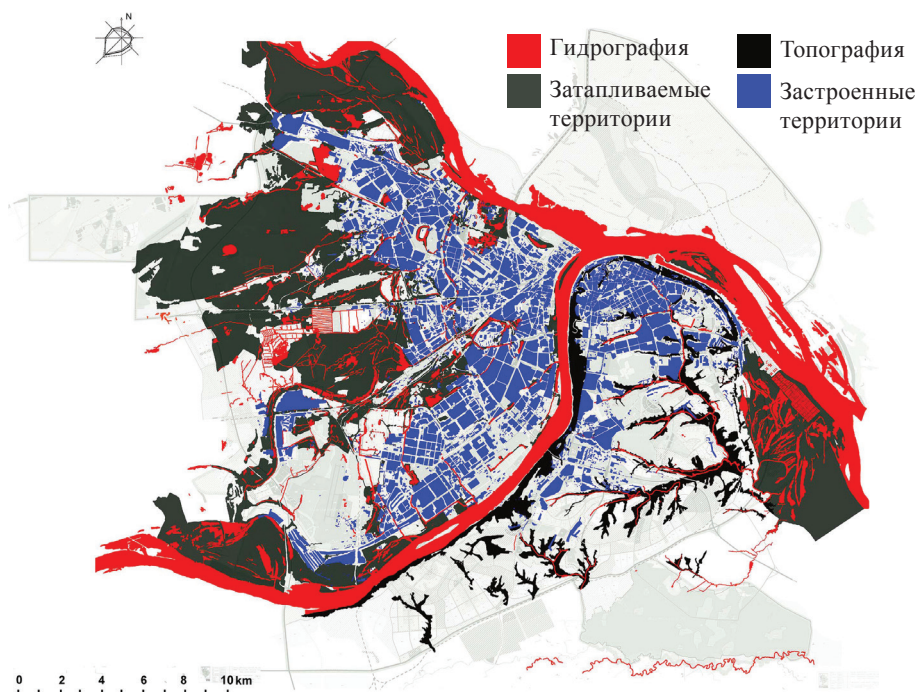 N
Гидрография
Затапливаемые
территории
Топография
Застроенные
территории
0 2 4 6 8 10 km